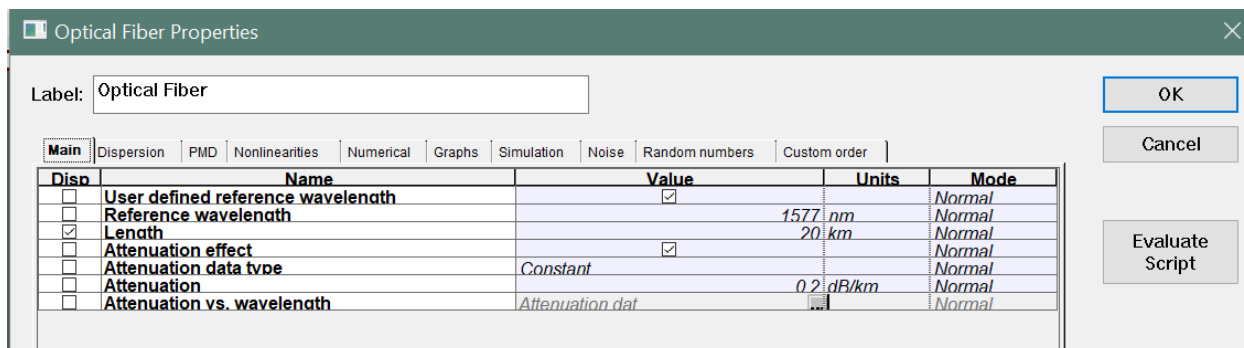 Optical Fiber Properties
Label: Optical Fiber
OK
Cancel
Main Dispersion PMD Nonlinearities Numerical Graphs Simulation Noise Random numbers Custom order
Disp Name Value Units Mode
User defined reference wavelength Normal
Reference wavelength 1577 nm Normal
Length 20 km Normal
Attenuation effect Normal
Attenuation data type Constant Normal
Attenuation 0.2 dB/km Normal
Attenuation vs. wavelength Attenuation dat ... Normal
Evaluate
Script